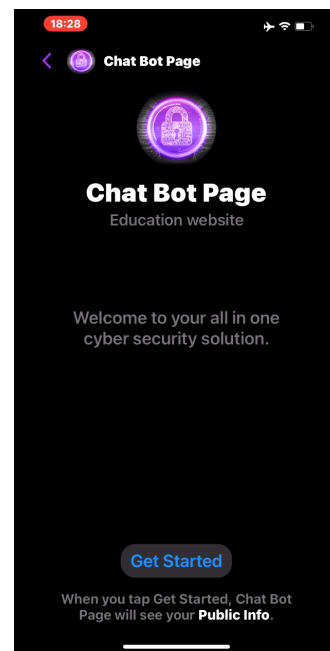 18:28
Chat Bot Page
Chat Bot Page
Education website
Welcome to your all in one
cyber security solution.
Get Started
When you tap Get Started, Chat Bot
Page will see your Public Info.